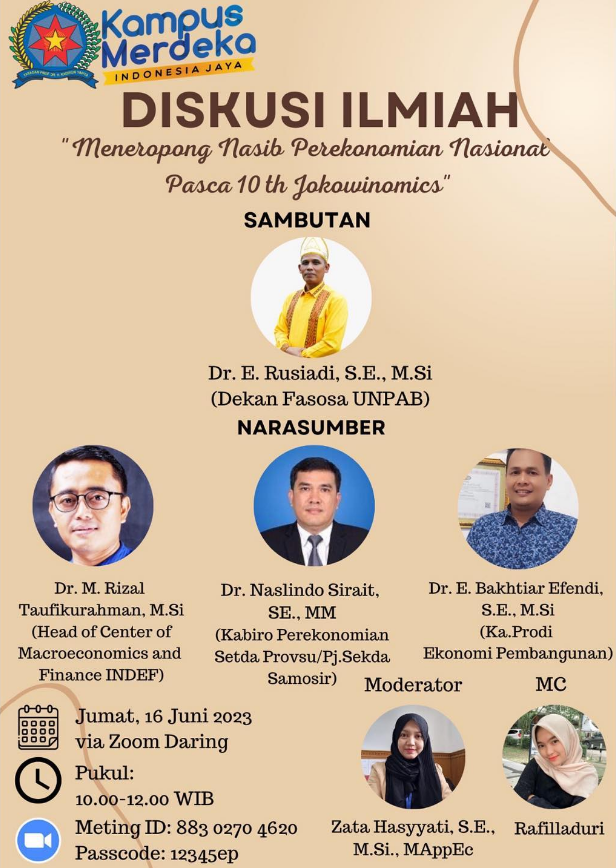 Kampus
Merdeka
INDONESIA JAYA
DISKUSI ILMIAH
"Meneropong Nasib Perekonomian Nasional
Pasca 10 th Jokowinomics"
SAMBUTAN
Dr. E. Rusiadi, S.E., M.Si
(Dekan Fasosa UNPAB)
NARASUMBER
Dr. M. Rizal
Taufikurahman, M.Si
(Head of Center of
Macroeconomics and
Finance INDEF)
Dr. Naslindo Sirait,
SE., MM
(Kabiro Perekonomian
Setda Provsu/Pj.Sekda
Samosir)
Dr. E. Bakhtiar Efendi,
S.E., M.Si
(Ka.Prodi
Ekonomi Pembangunan)
Moderator
Zata Hasyyati, S.E.,
M.Si., MAppEc
MC
Rafilladuri
Jumat, 16 Juni 2023
via Zoom Daring
Pukul:
10.00-12.00 WIB
Meting ID: 883 0270 4620
Passcode: 12345ep